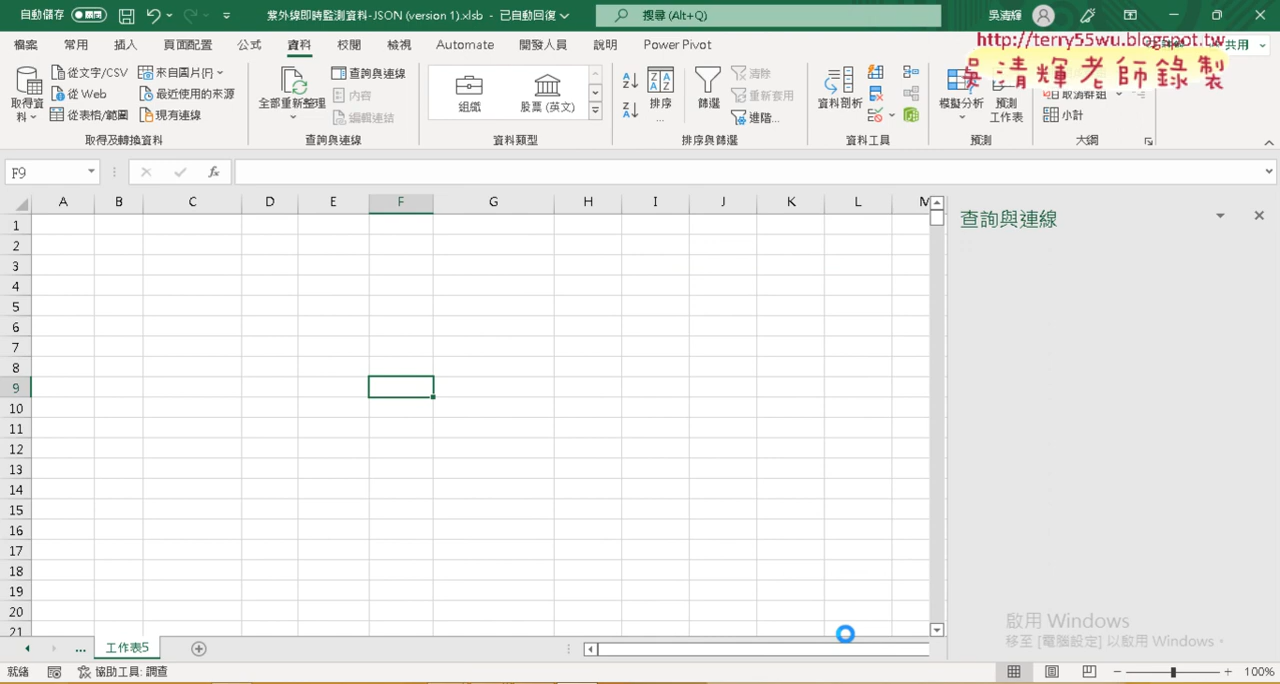 自動儲存 紫外線即時監測資料-JSON (version 1).xlsb - 已自動回復 搜尋 (Alt+Q) 吳清輝
檔案 常用 插入 頁面配置 公式 資料 校閱 檢視 Automate 開發人員 說明 Power Pivot 共用
http://terry55wu.blogspot.tw
吳清輝老師錄製
取得資料 從文字/CSV 來自圖片 全部重新整理 查詢與連線 組織 股票 (英文) 排序 篩選 清除 資料剖析 模擬分析 預測工作表
從 Web 最近使用的來源 內容 重新套用 取消群組
從表格/範圍 現有連線 編輯連結 進階... 小計
取得及轉換資料 查詢與連線 資料類型 排序與篩選 資料工具 預測 大綱
F9 fx
A B C D E F G H I J K L M
查詢與連線
1
2
3
4
5
6
7
8
9
10
11
12
13
14
15
16
17
18
19
20
21
啟用 Windows
移至 [電腦設定] 以啟用 Windows。
... 工作表5
就緒 協助工具: 調查 100%